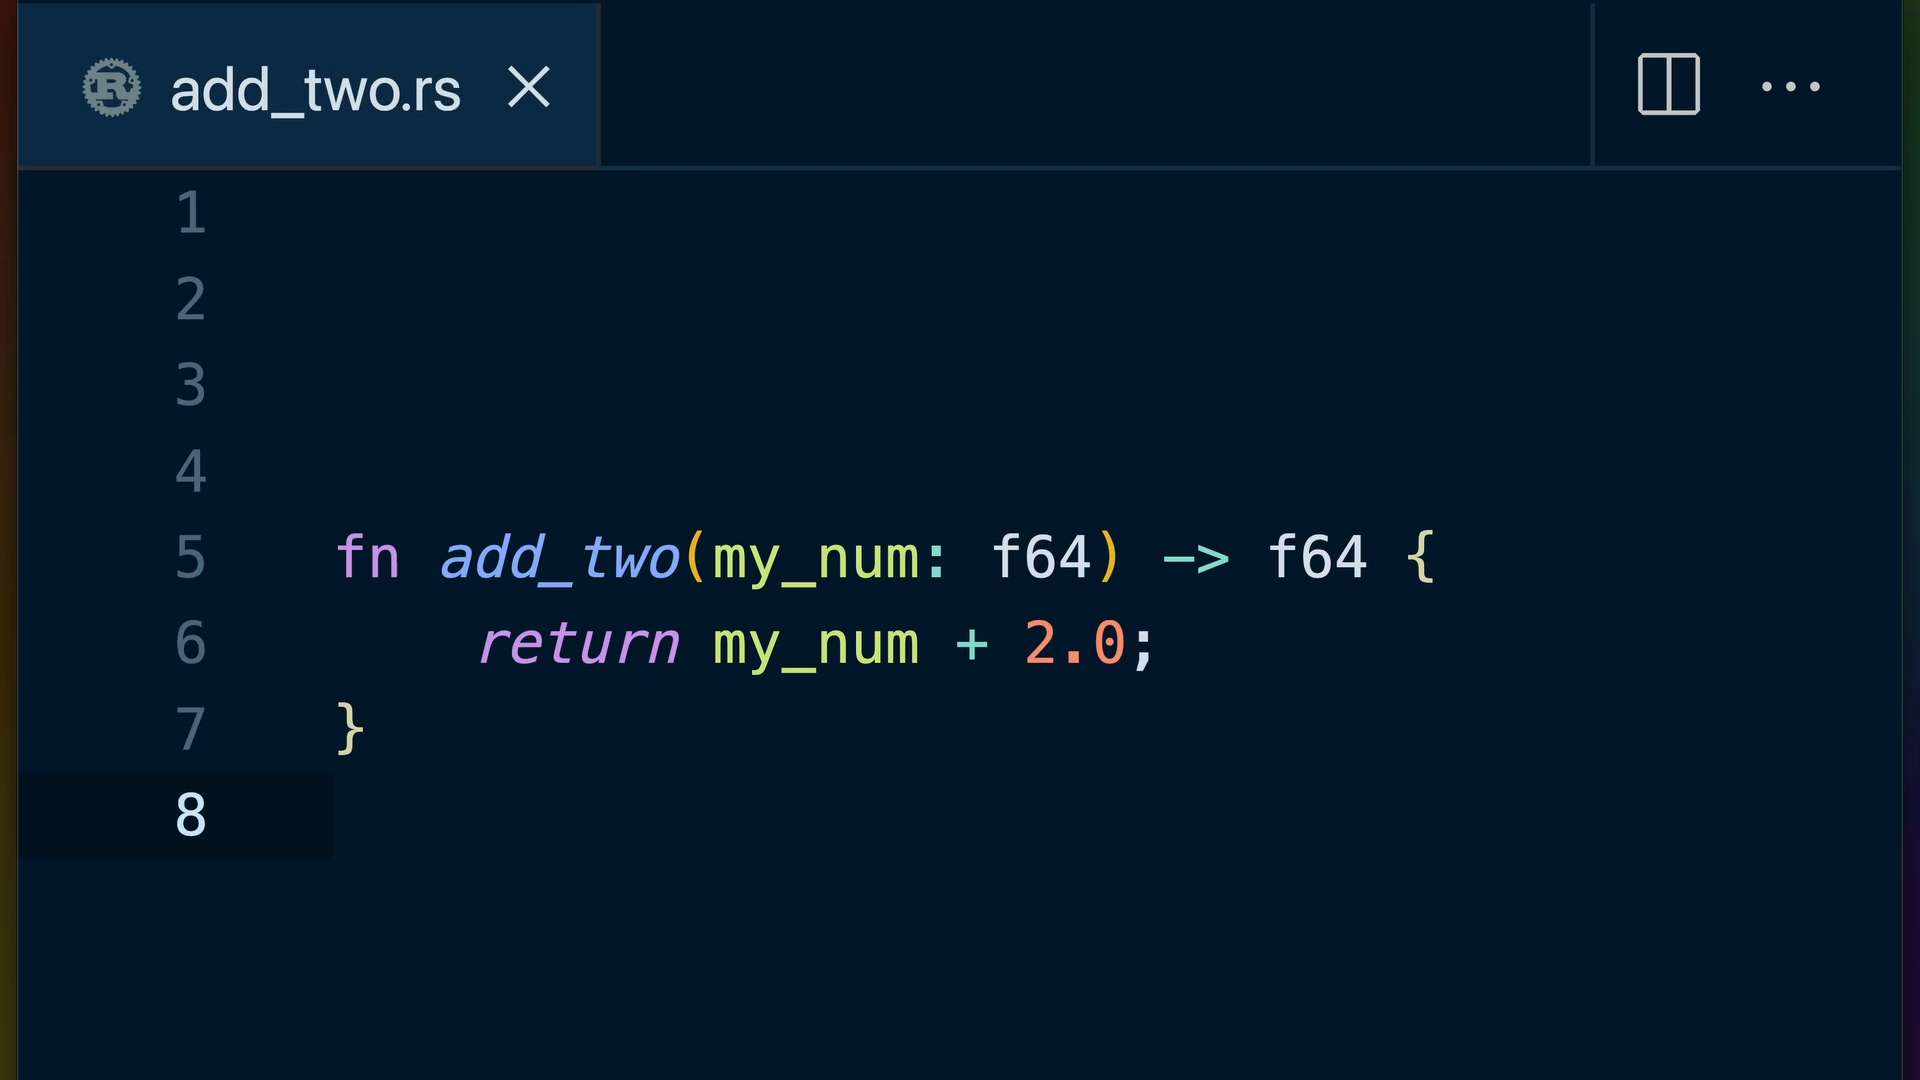 add_two.rs
1
2
3
4
5 fn add_two(my_num: f64) -> f64 {
6     return my_num + 2.0;
7 }
8